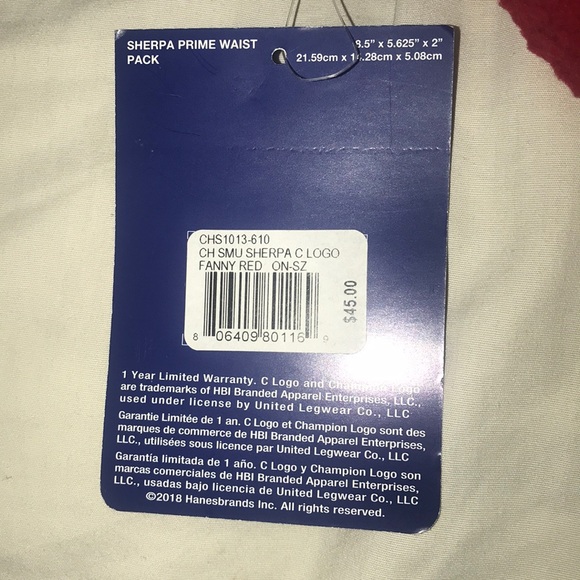 SHERPA PRIME WAIST
PACK
8.5" x 5.625" x 2"
21.59cm x 14.28cm x 5.08cm
CHS1013-610
CH SMU SHERPA C LOGO
FANNY RED ON-SZ
$45.00
8 06409 80116 9
1 Year Limited Warranty. C Logo and Champion Logo
are trademarks of HBI Branded Apparel Enterprises, LLC.,
used under license by United Legwear Co., LLC
Garantie Limitée de 1 an. C Logo et Champion Logo sont des
marques de commerce de HBI Branded Apparel Enterprises,
LLC., utilisées sous licence par United Legwear Co., LLC
Garantía limitada de 1 año. C Logo y Champion Logo son
marcas comerciales de HBI Branded Apparel Enterprises,
LLC., usadas bajo licencia de United Legwear Co., LLC
©2018 Hanesbrands Inc. All rights reserved.